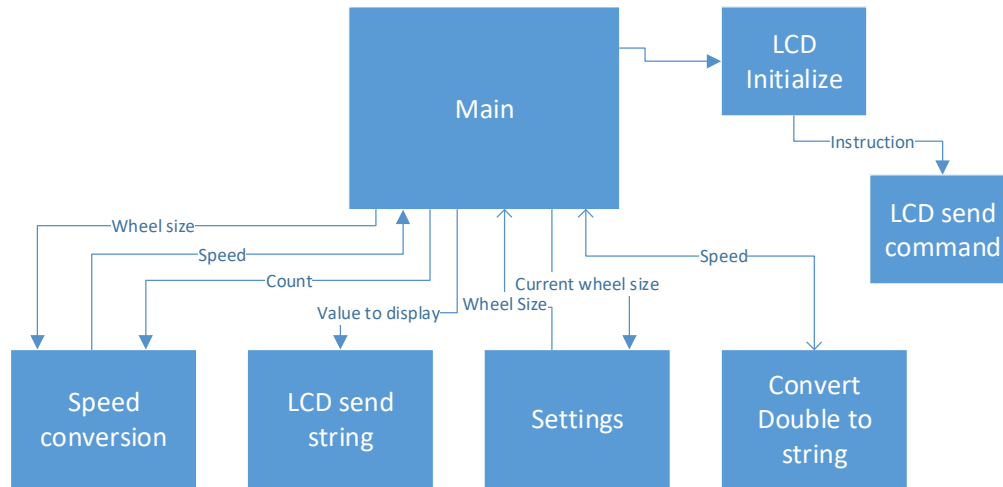 LCD
Initialize
Main
Instruction
LCD send
command
Wheel size
Speed
Speed
Count
Current wheel size
Value to display
Wheel Size
Speed
conversion
LCD send
string
Settings
Convert
Double to
string